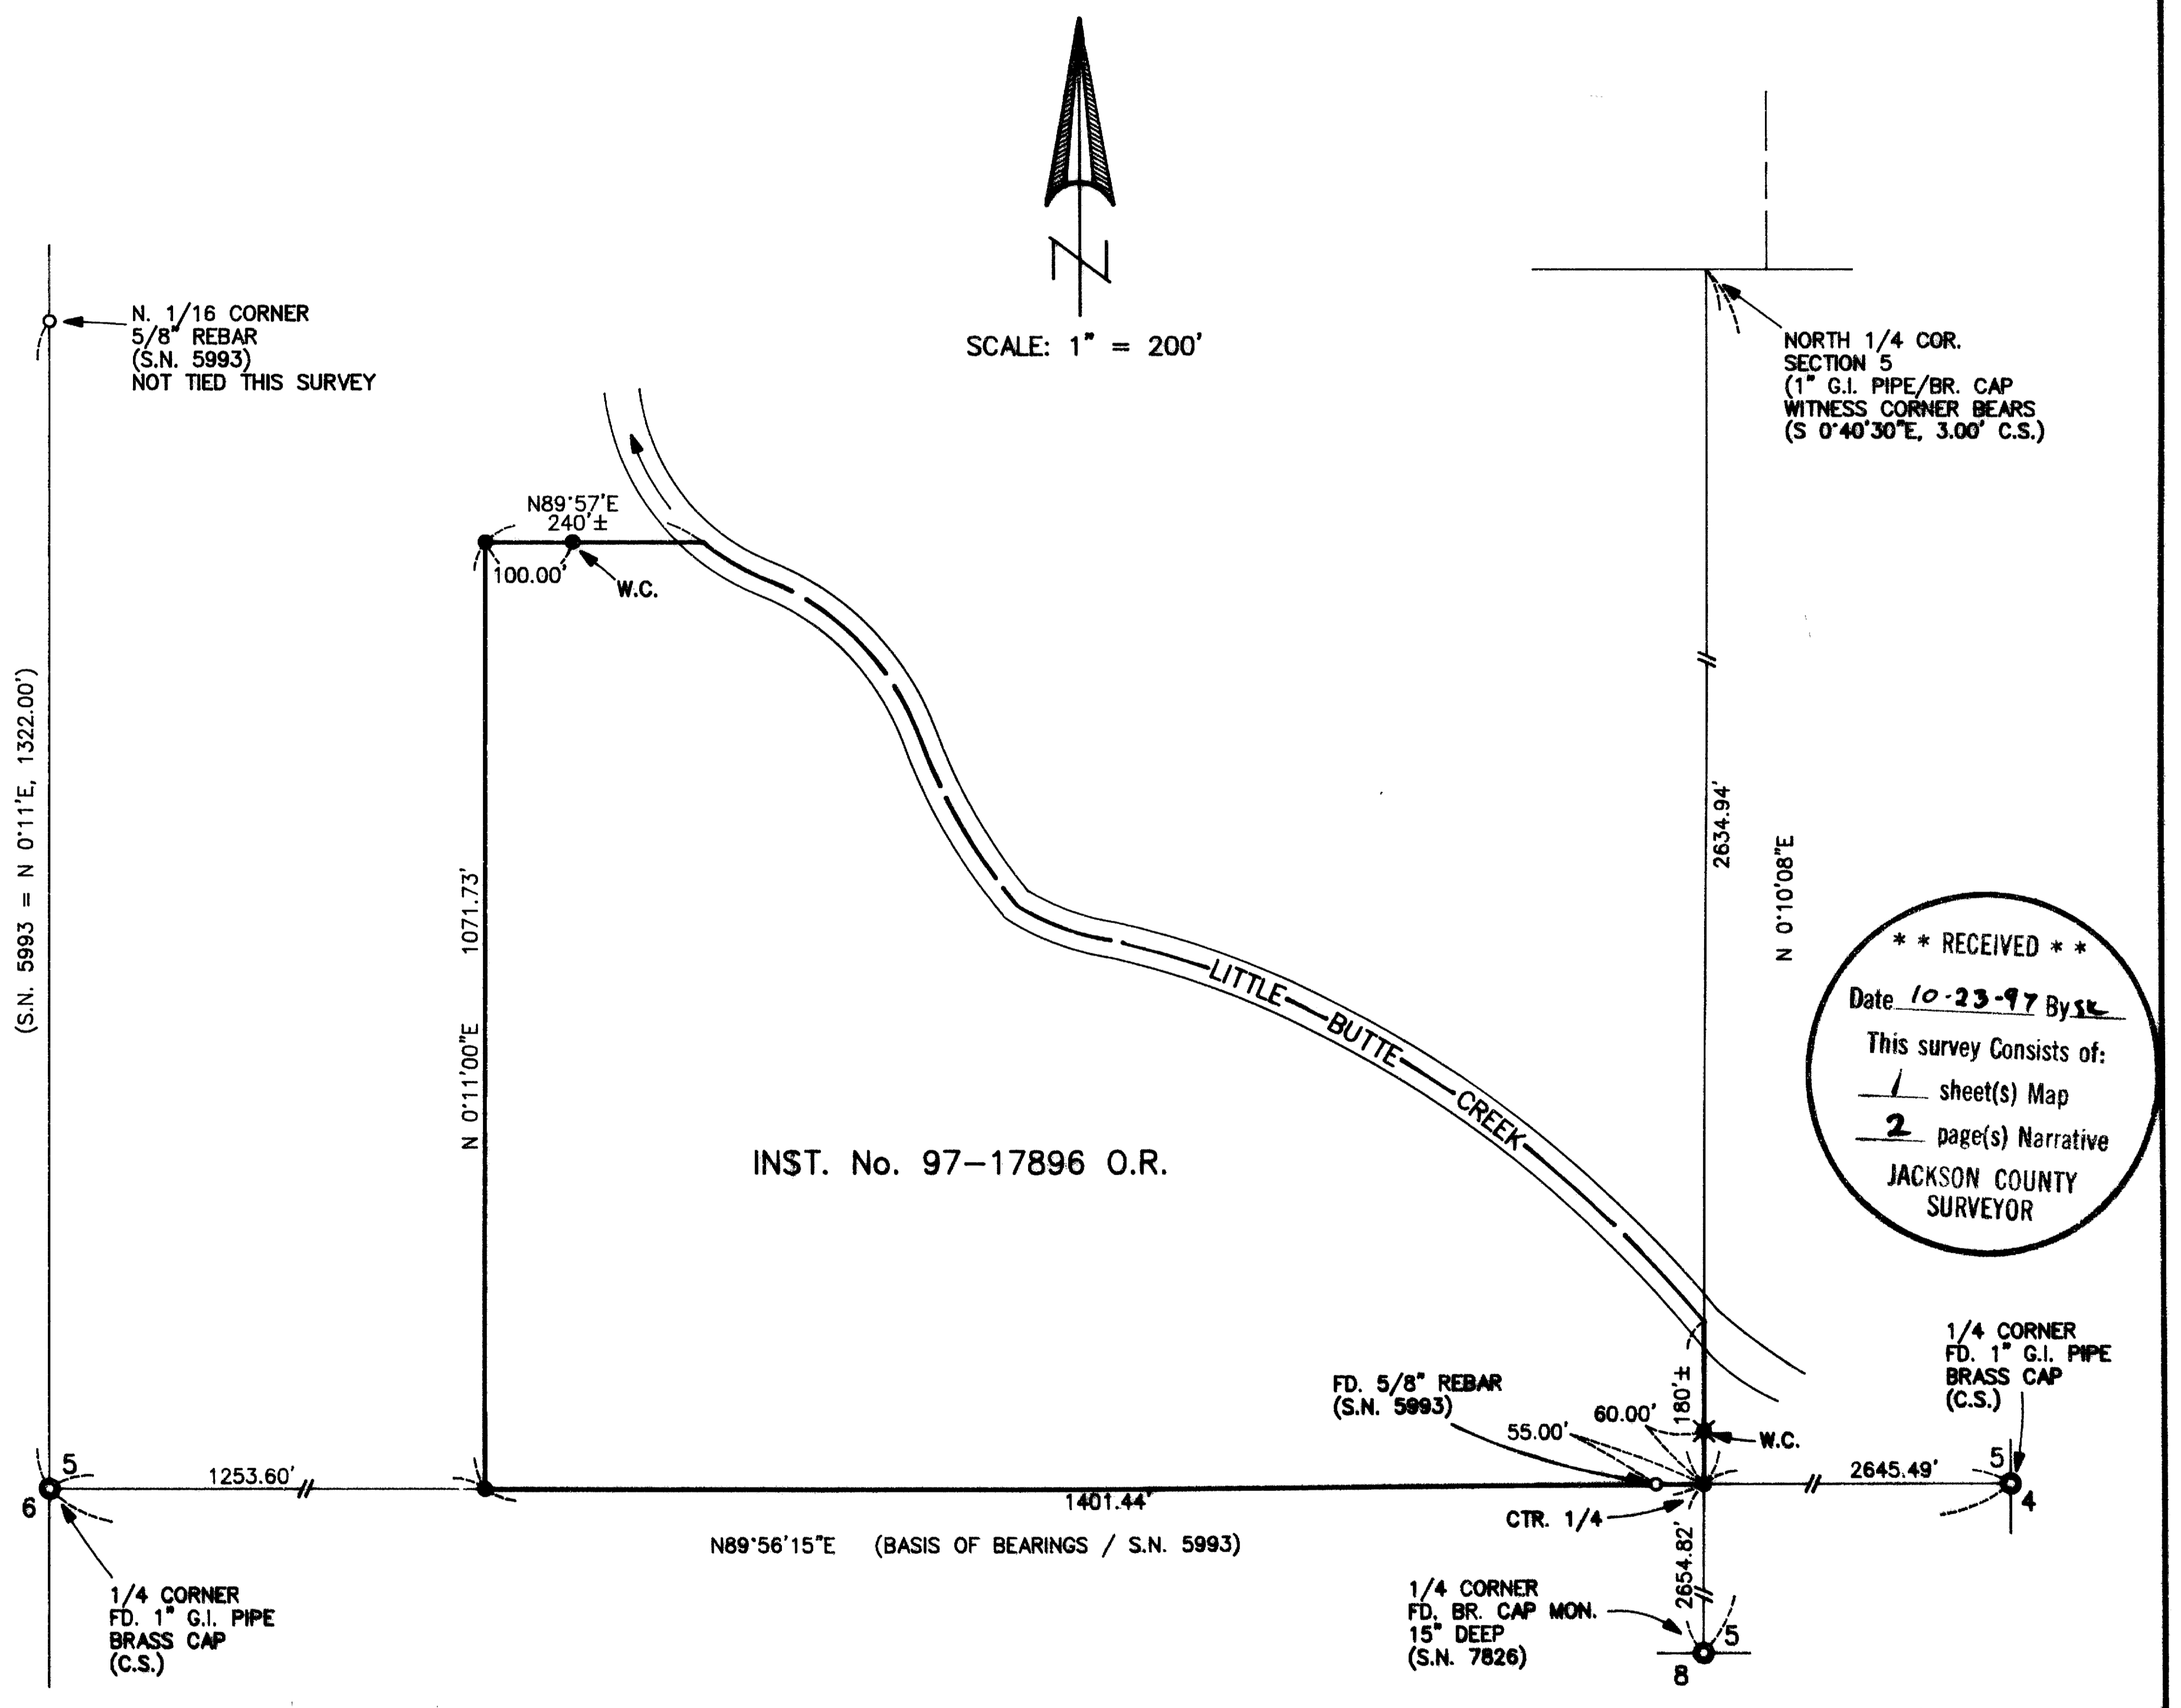 N
SCALE: 1" = 200'
N. 1/16 CORNER
5/8" REBAR
(S.N. 5993)
NOT TIED THIS SURVEY
NORTH 1/4 COR.
SECTION 5
(1" G.I. PIPE/BR. CAP
WITNESS CORNER BEARS
(S 0°40'30"E, 3.00' C.S.)
N89°57'E
240'±
100.00'
W.C.
(S.N. 5993 = N 0°11'E, 1322.00')
N 0°11'00"E 1071.73'
2634.94'
N 0°10'08"E
LITTLE BUTTE CREEK
INST. No. 97-17896 O.R.
* * RECEIVED * *
Date 10-23-97 By SK
This survey Consists of:
1 sheet(s) Map
2 page(s) Narrative
JACKSON COUNTY
SURVEYOR
1/4 CORNER
FD. 1" G.I. PIPE
BRASS CAP
(C.S.)
FD. 5/8" REBAR
(S.N. 5993)
55.00'
60.00'
180'±
W.C.
5
6
1253.60'
1401.44'
2645.49'
5
4
CTR. 1/4
N89°56'15"E (BASIS OF BEARINGS / S.N. 5993)
2654.82'
1/4 CORNER
FD. 1" G.I. PIPE
BRASS CAP
(C.S.)
1/4 CORNER
FD. BR. CAP MON.
15" DEEP
(S.N. 7826)
5
8